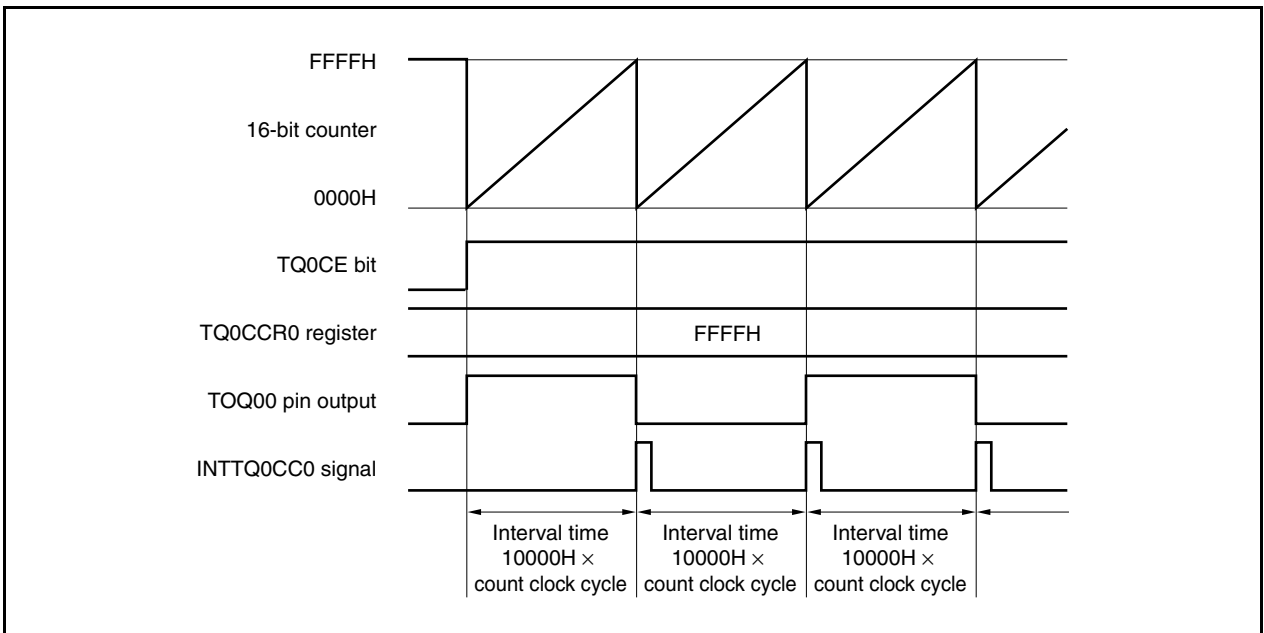 FFFFH
16-bit counter
0000H
TQ0CE bit
TQ0CCR0 register
FFFFH
TOQ00 pin output
INTTQ0CC0 signal
Interval time
10000H ×
count clock cycle
Interval time
10000H ×
count clock cycle
Interval time
10000H ×
count clock cycle